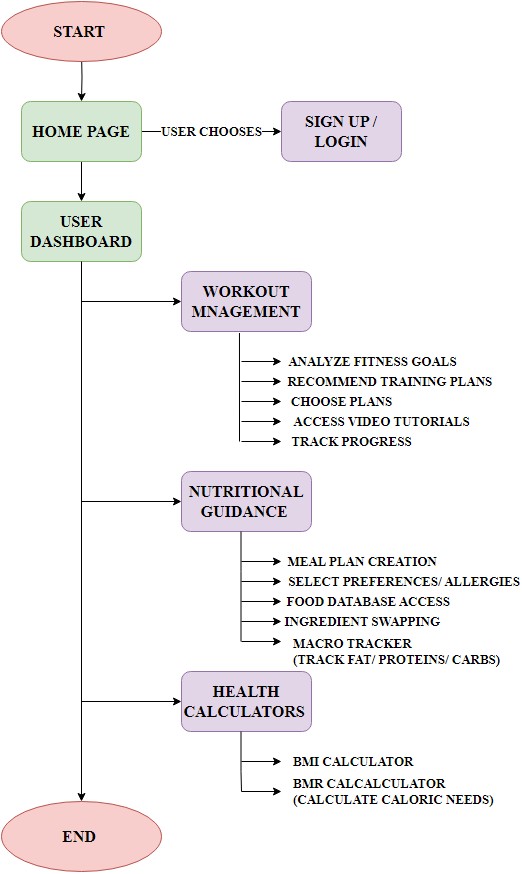 START
HOME PAGE
USER CHOOSES
SIGN UP /
LOGIN
USER
DASHBOARD
WORKOUT
MNAGEMENT
ANALYZE FITNESS GOALS
RECOMMEND TRAINING PLANS
CHOOSE PLANS
ACCESS VIDEO TUTORIALS
TRACK PROGRESS
NUTRITIONAL
GUIDANCE
MEAL PLAN CREATION
SELECT PREFERENCES/ ALLERGIES
FOOD DATABASE ACCESS
INGREDIENT SWAPPING
MACRO TRACKER
(TRACK FAT/ PROTEINS/ CARBS)
HEALTH
CALCULATORS
BMI CALCULATOR
BMR CALCALCULATOR
(CALCULATE CALORIC NEEDS)
END